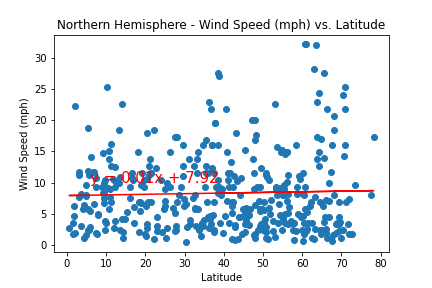 Northern Hemisphere - Wind Speed (mph) vs. Latitude
Wind Speed (mph)
30
25
20
15
10
5
0
y = 0.01x + 7.92
0 10 20 30 40 50 60 70 80
Latitude